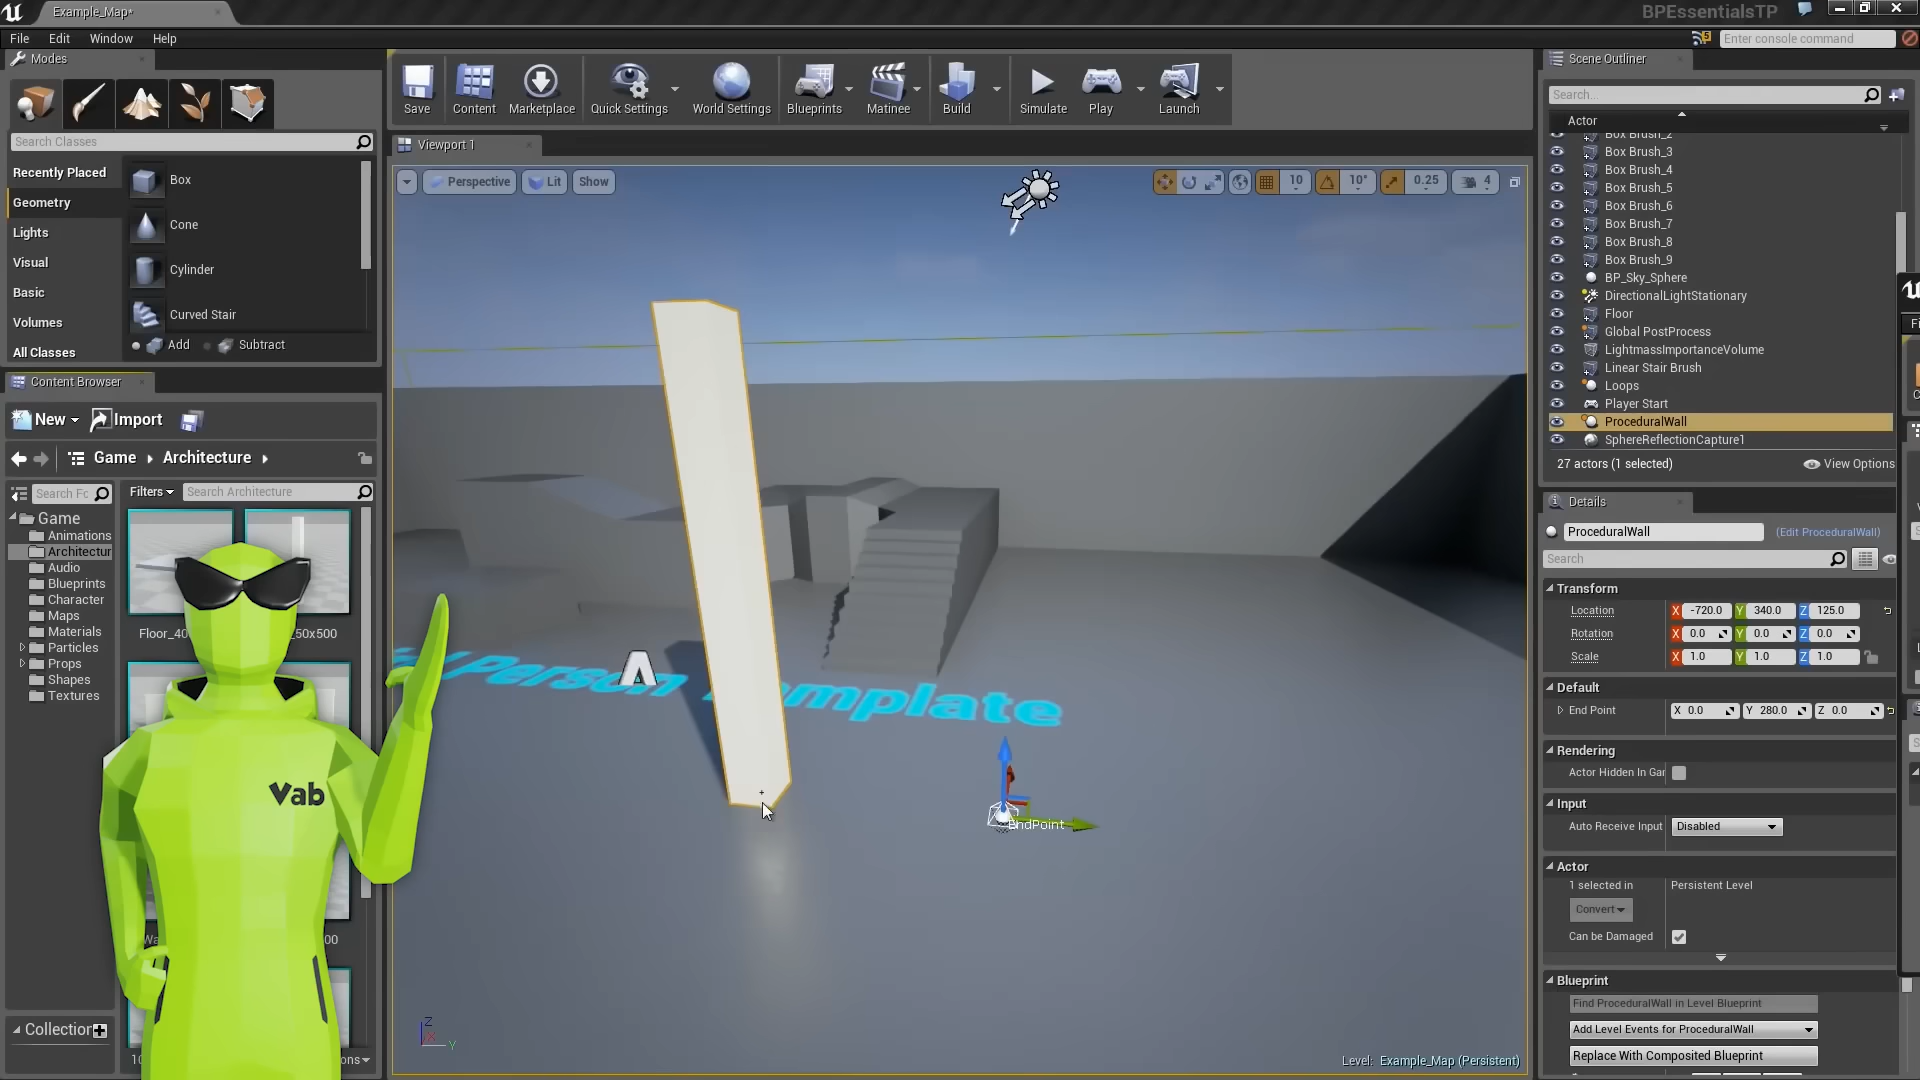 Example_Map*
BPEssentialsTP
File Edit Window Help
Enter console command
Modes
Search Classes
Recently Placed
Geometry
Lights
Visual
Basic
Volumes
All Classes
Box
Cone
Cylinder
Curved Stair
Add Subtract
Save Content Marketplace Quick Settings World Settings Blueprints Matinee Build Simulate Play Launch
Viewport 1
Perspective Lit Show
10 10° 0.25 4
Person Template
EndPoint
Level: Example_Map (Persistent)
Z
X
Y
Content Browser
New Import
Game Architecture
Search Fo
Filters Search Architecture
Game
Animations
Architectur
Audio
Blueprints
Character
Maps
Materials
Particles
Props
Shapes
Textures
Floor_40
_50x500
Vab
Wa
00
Collection
10
ons
Scene Outliner
Search...
Actor
Box Brush_2
Box Brush_3
Box Brush_4
Box Brush_5
Box Brush_6
Box Brush_7
Box Brush_8
Box Brush_9
BP_Sky_Sphere
DirectionalLightStationary
Floor
Global PostProcess
LightmassImportanceVolume
Linear Stair Brush
Loops
Player Start
ProceduralWall
SphereReflectionCapture1
27 actors (1 selected) View Options
Details
ProceduralWall (Edit ProceduralWall)
Search
Transform
Location X -720.0 Y 340.0 Z 125.0
Rotation X 0.0 Y 0.0 Z 0.0
Scale X 1.0 Y 1.0 Z 1.0
Default
End Point X 0.0 Y 280.0 Z 0.0
Rendering
Actor Hidden In Gar
Input
Auto Receive Input Disabled
Actor
1 selected in Persistent Level
Convert
Can be Damaged
Blueprint
Find ProceduralWall in Level Blueprint
Add Level Events for ProceduralWall
Replace With Composited Blueprint